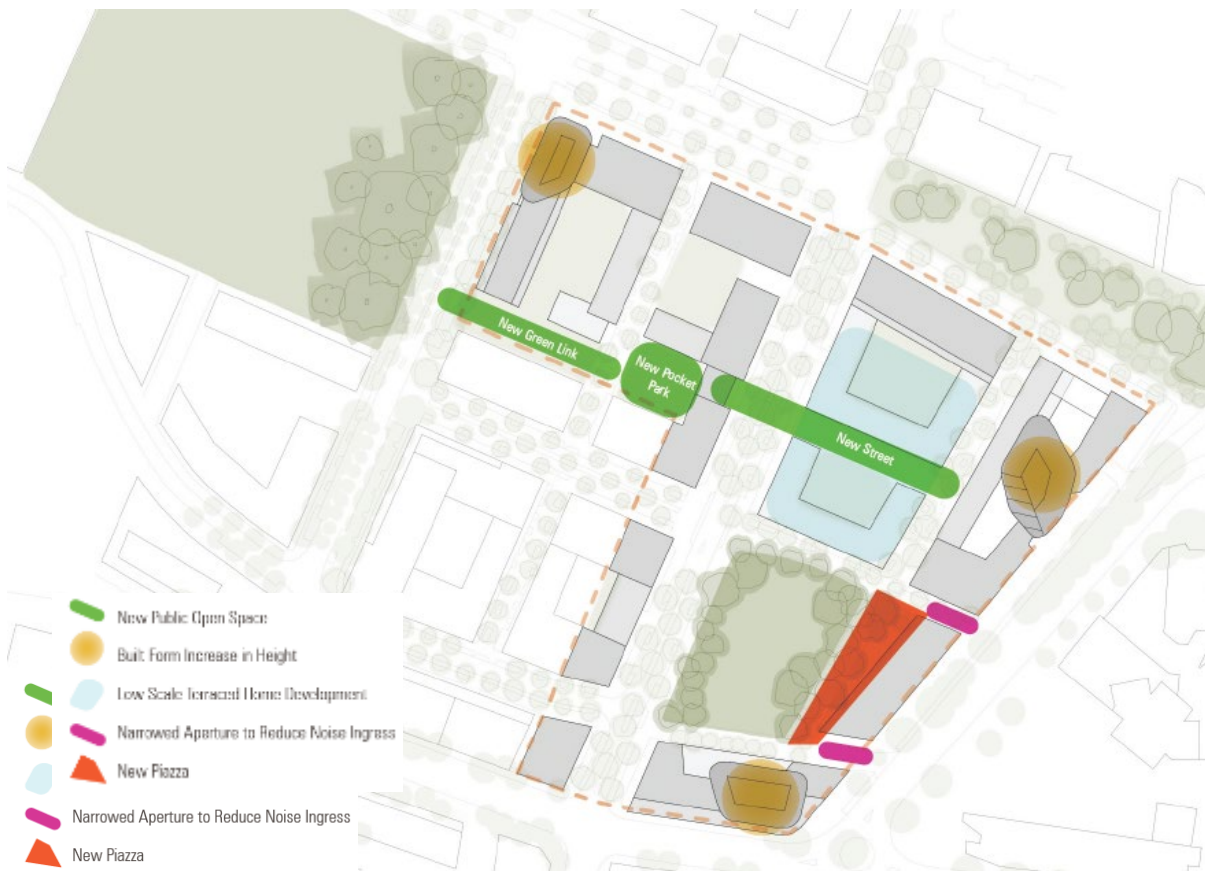 New Green Link
New Pocket
Park
New Street
New Public Open Space
Built Form Increase in Height
Low Scale Terraced Home Development
Narrowed Aperture to Reduce Noise Ingress
New Piazza
Narrowed Aperture to Reduce Noise Ingress
New Piazza